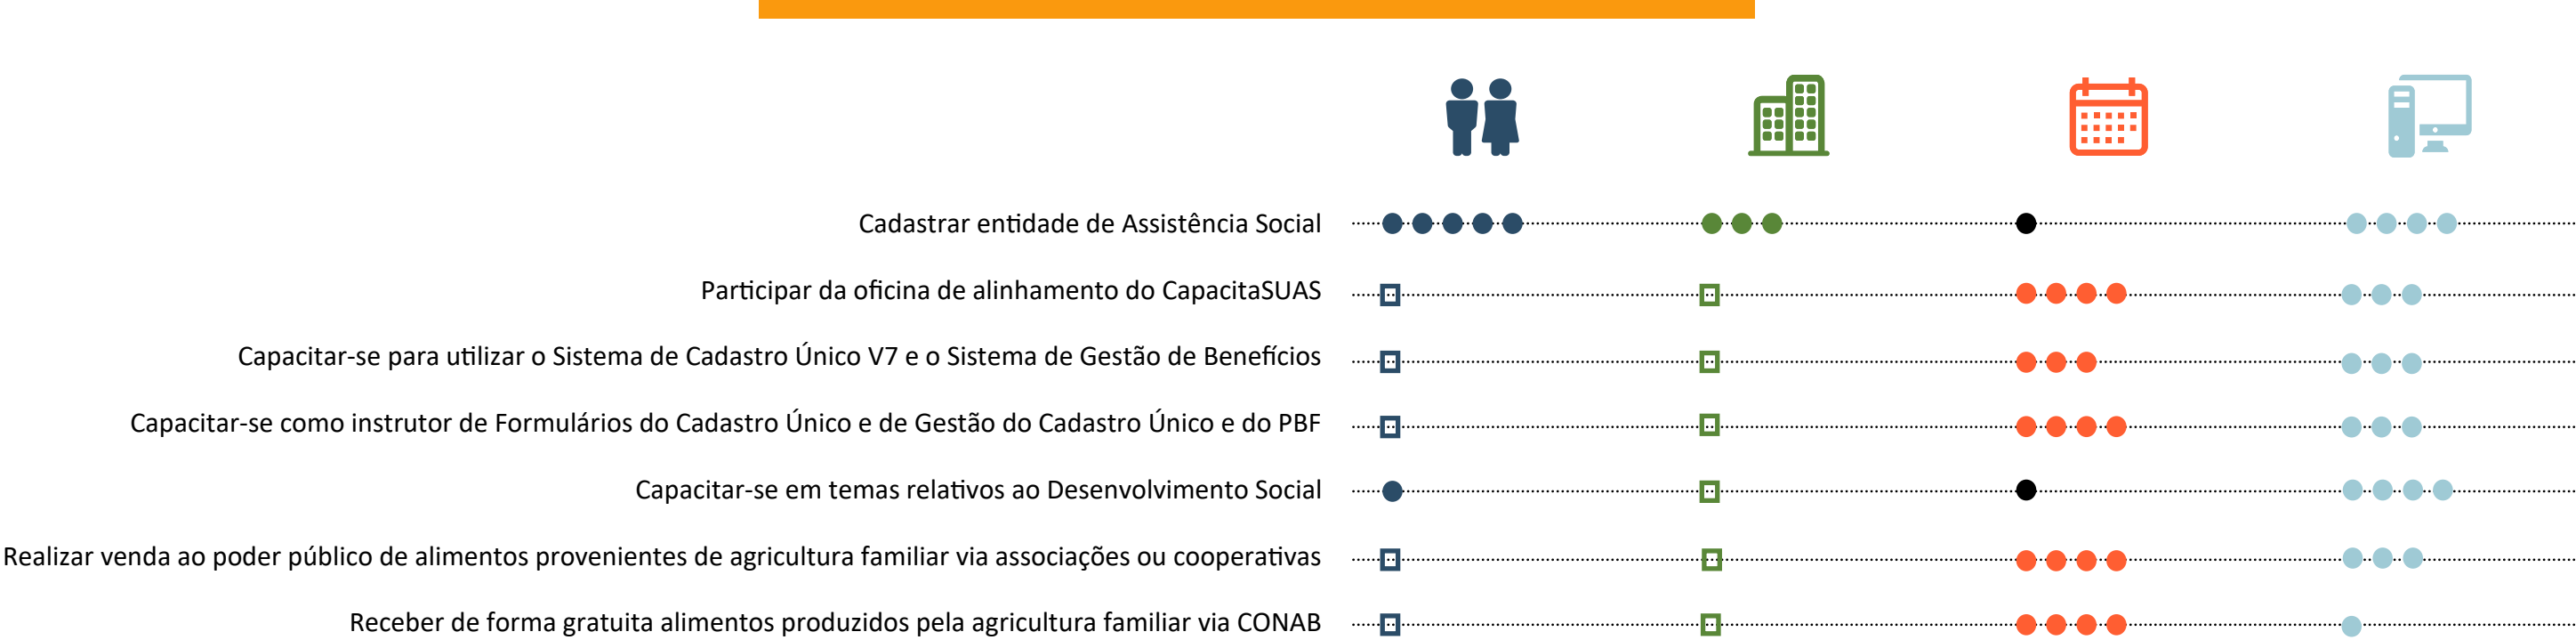 Cadastrar entidade de Assistência Social
Participar da oficina de alinhamento do CapacitaSUAS
Capacitar-se para utilizar o Sistema de Cadastro Único V7 e o Sistema de Gestão de Benefícios
Capacitar-se como instrutor de Formulários do Cadastro Único e de Gestão do Cadastro Único e do PBF
Capacitar-se em temas relativos ao Desenvolvimento Social
Realizar venda ao poder público de alimentos provenientes de agricultura familiar via associações ou cooperativas
Receber de forma gratuita alimentos produzidos pela agricultura familiar via CONAB